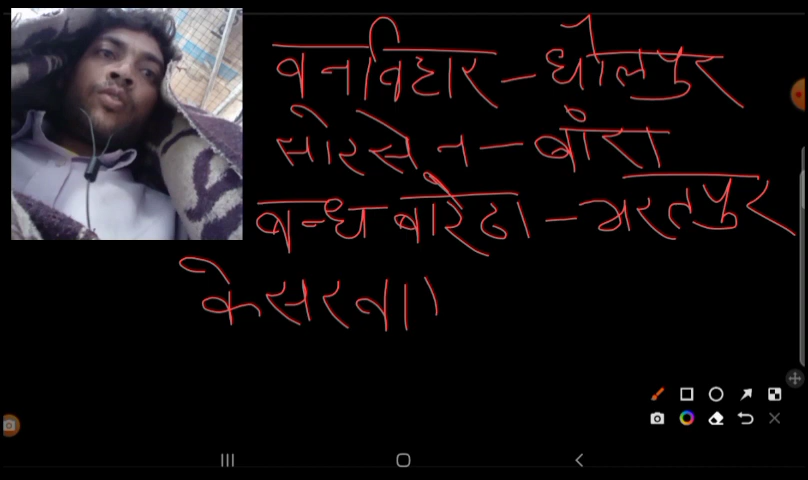 वनविहार - धौलपुर
सोरसेन - बांरा
बन्ध बारेठा - भरतपुर
केसरबा